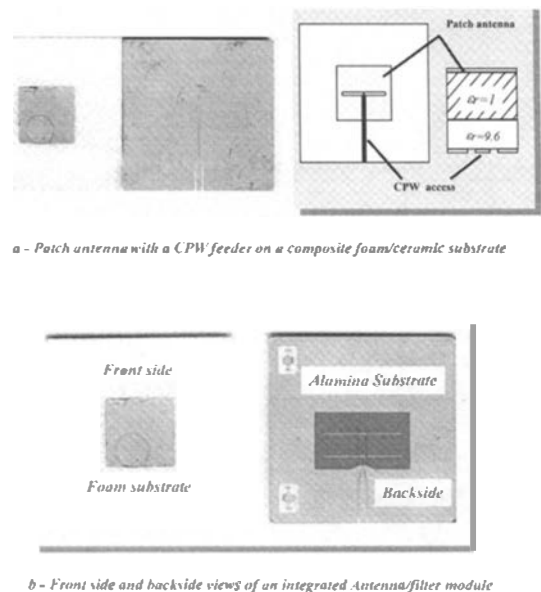 Patch antenna
εr=1
εr=9.6
CPW access
a - Patch antenna with a CPW feeder on a composite foam/ceramic substrate
Front side
Foam substrate
Alumina Substrate
Backside
b - Front side and backside views of an integrated Antenna/filter module